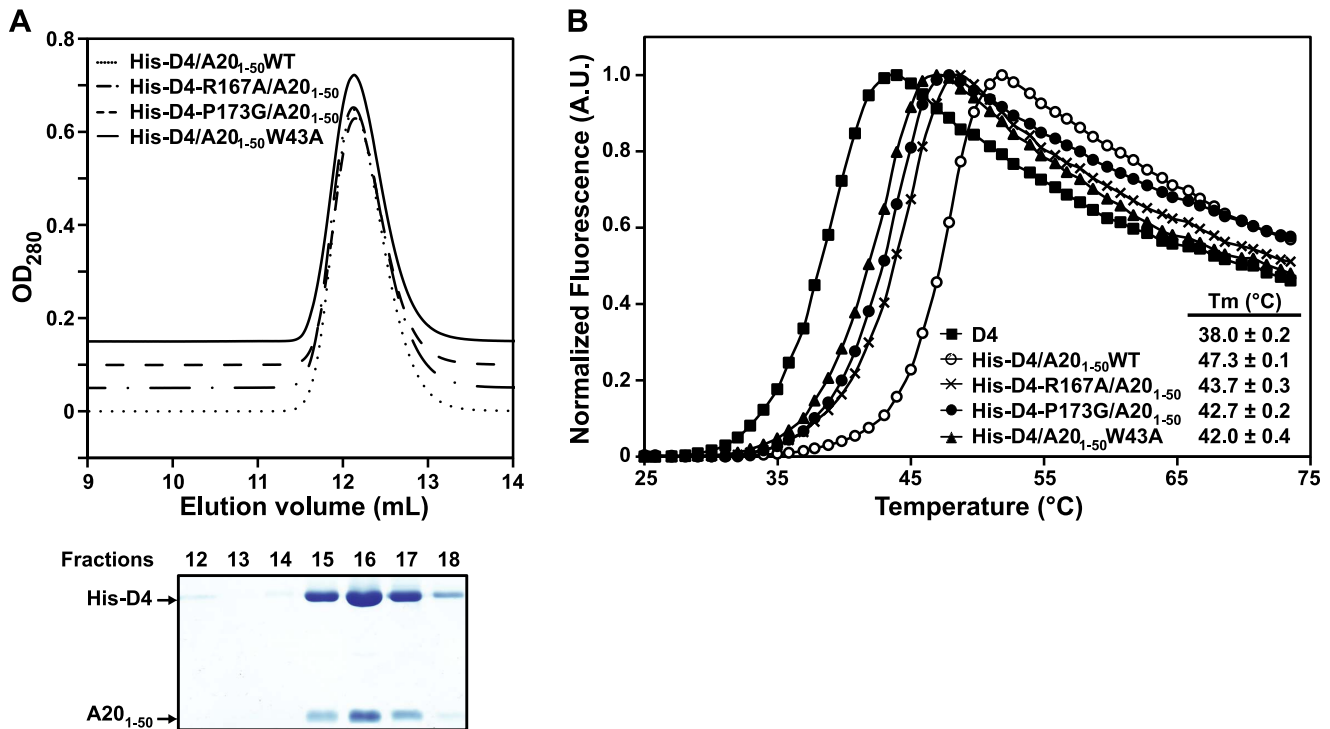 A
0.8
0.6
0.4
0.2
0
OD280
His-D4/A201-50WT
His-D4-R167A/A201-50
His-D4-P173G/A201-50
His-D4/A201-50W43A
9 10 11 12 13 14
Elution volume (mL)
Fractions 12 13 14 15 16 17 18
His-D4
A201-50
B
Normalized Fluorescence (A.U.)
1.0
0.8
0.6
0.4
0.2
0
Tm (°C)
D4 38.0 ± 0.2
His-D4/A201-50WT 47.3 ± 0.1
His-D4-R167A/A201-50 43.7 ± 0.3
His-D4-P173G/A201-50 42.7 ± 0.2
His-D4/A201-50W43A 42.0 ± 0.4
25 35 45 55 65 75
Temperature (°C)